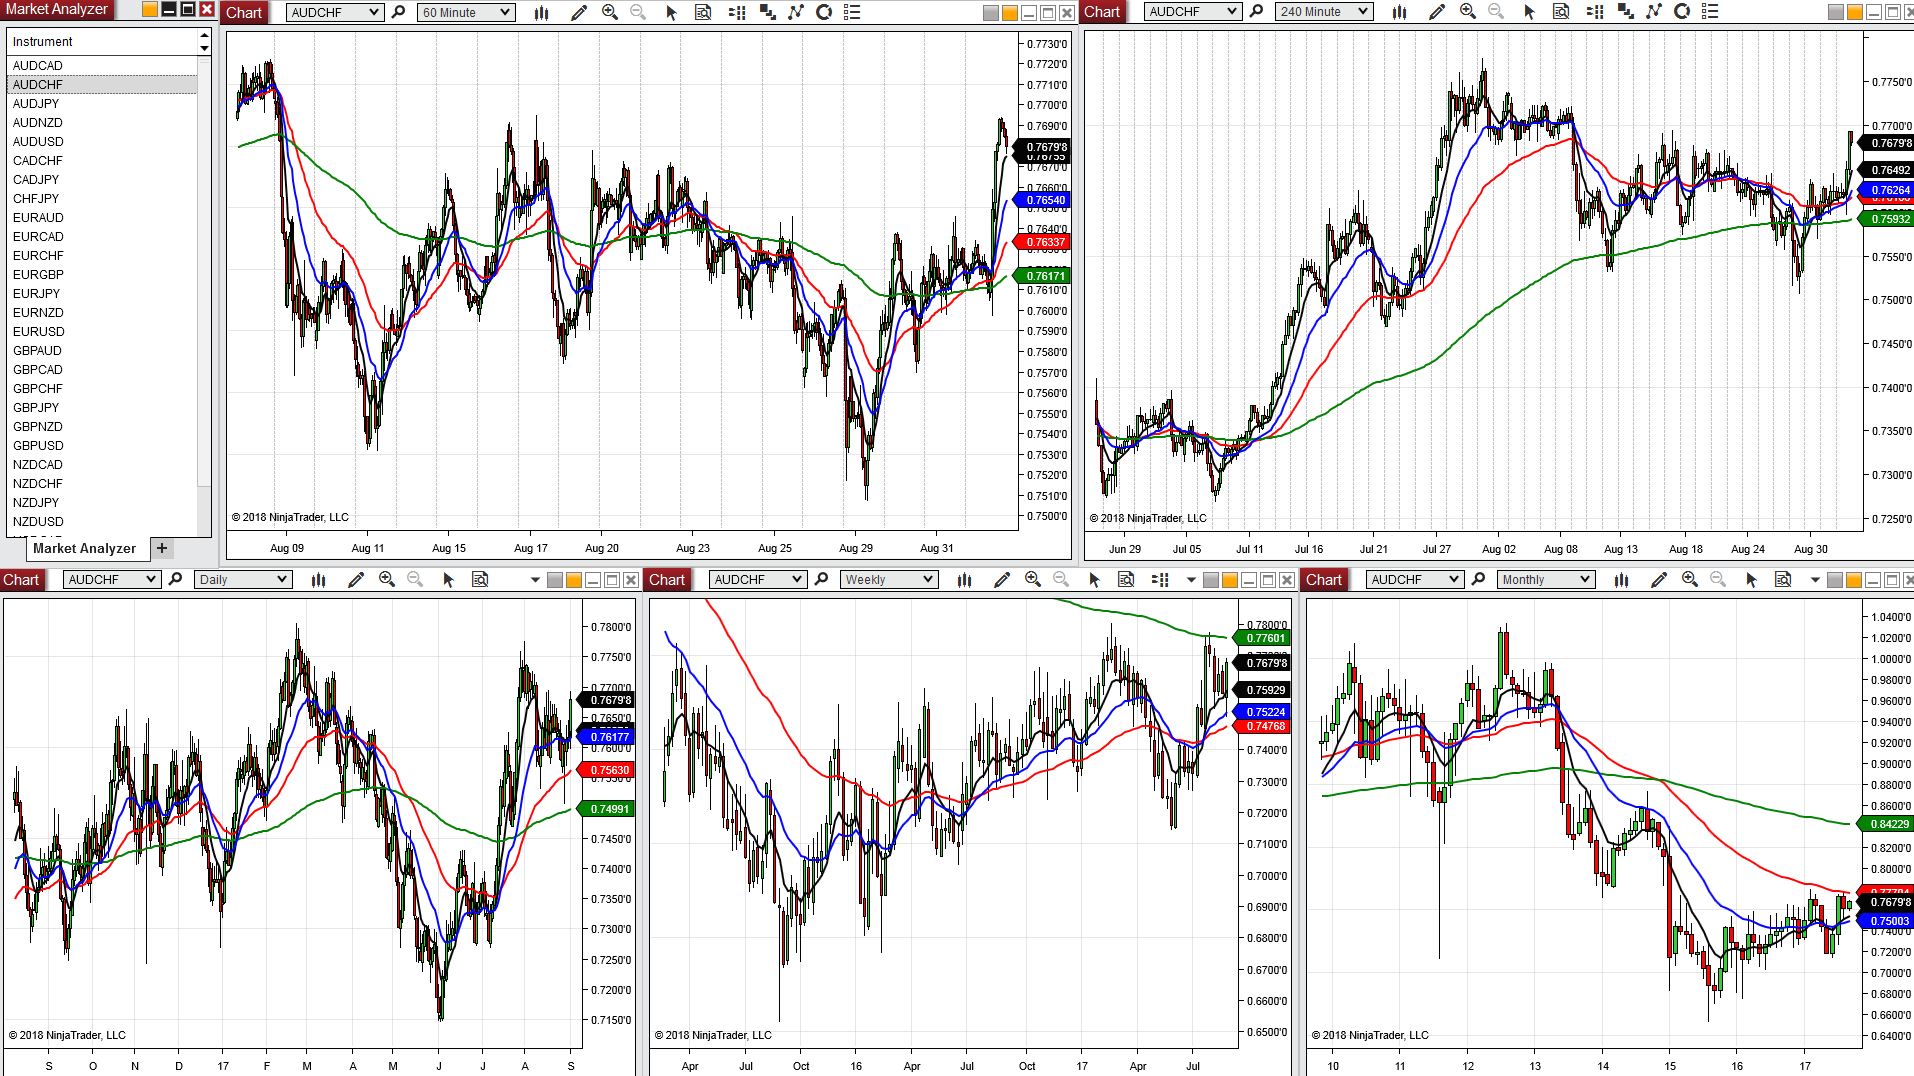 Market Analyzer
Instrument
AUDCAD
AUDCHF
AUDJPY
AUDNZD
AUDUSD
CADCHF
CADJPY
CHFJPY
EURAUD
EURCAD
EURCHF
EURGBP
EURJPY
EURNZD
EURUSD
GBPAUD
GBPCAD
GBPCHF
GBPJPY
GBPNZD
GBPUSD
NZDCAD
NZDCHF
NZDJPY
NZDUSD
Market Analyzer +
Chart AUDCHF 60 Minute
0.7730'0
0.7720'0
0.7710'0
0.7700'0
0.7690'0
0.7679'8
0.7670'0
0.7660'0
0.76540
0.76337
0.76171
0.7610'0
0.7600'0
0.7590'0
0.7580'0
0.7570'0
0.7560'0
0.7550'0
0.7540'0
0.7530'0
0.7520'0
0.7510'0
0.7500'0
© 2018 NinjaTrader, LLC
Aug 09 Aug 11 Aug 15 Aug 17 Aug 20 Aug 23 Aug 25 Aug 29 Aug 31
Chart AUDCHF 240 Minute
0.7750'0
0.7700'0
0.7679'8
0.76492
0.76264
0.75932
0.7550'0
0.7500'0
0.7450'0
0.7400'0
0.7350'0
0.7300'0
0.7250'0
© 2018 NinjaTrader, LLC
Jun 29 Jul 05 Jul 11 Jul 16 Jul 21 Jul 27 Aug 02 Aug 08 Aug 13 Aug 18 Aug 24 Aug 30
Chart AUDCHF Daily
0.7800'0
0.7750'0
0.7700'0
0.7679'8
0.7650'0
0.76177
0.7600'0
0.75630
0.74991
0.7450'0
0.7400'0
0.7350'0
0.7300'0
0.7250'0
0.7200'0
0.7150'0
© 2018 NinjaTrader, LLC
S O N D 17 F M A M J J A S
Chart AUDCHF Weekly
0.7800'0
0.77601
0.7679'8
0.75929
0.75224
0.74768
0.7400'0
0.7300'0
0.7200'0
0.7100'0
0.7000'0
0.6900'0
0.6800'0
0.6700'0
0.6600'0
0.6500'0
© 2018 NinjaTrader, LLC
Apr Jul Oct 16 Apr Jul Oct 17 Apr Jul
Chart AUDCHF Monthly
1.0400'0
1.0200'0
1.0000'0
0.9800'0
0.9600'0
0.9400'0
0.9200'0
0.9000'0
0.8800'0
0.8600'0
0.84229
0.8200'0
0.8000'0
0.7679'8
0.75003
0.7400'0
0.7200'0
0.7000'0
0.6800'0
0.6600'0
0.6400'0
© 2018 NinjaTrader, LLC
10 11 12 13 14 15 16 17